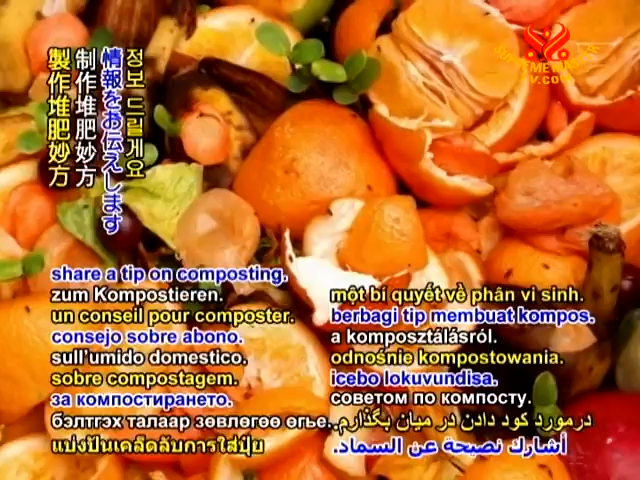 정보 드릴게요
情報をお伝えします
制作堆肥妙方
製作堆肥妙方
share a tip on composting.
zum Kompostieren.
un conseil pour composter.
consejo sobre abono.
sull'umido domestico.
sobre compostagem.
за компостирането.
бэлтгэх талаар зөвлөгөө өгье..
แบ่งปันเคล็ดลับการใส่ปุ๋ย
một bí quyết về phân vi sinh.
berbagi tip membuat kompos.
a komposztálásról.
odnośnie kompostowania.
icebo lokuvundisa.
советом по компосту.
درمورد کود دادن در میان بگذارم.
أشارك نصيحة عن السماد.